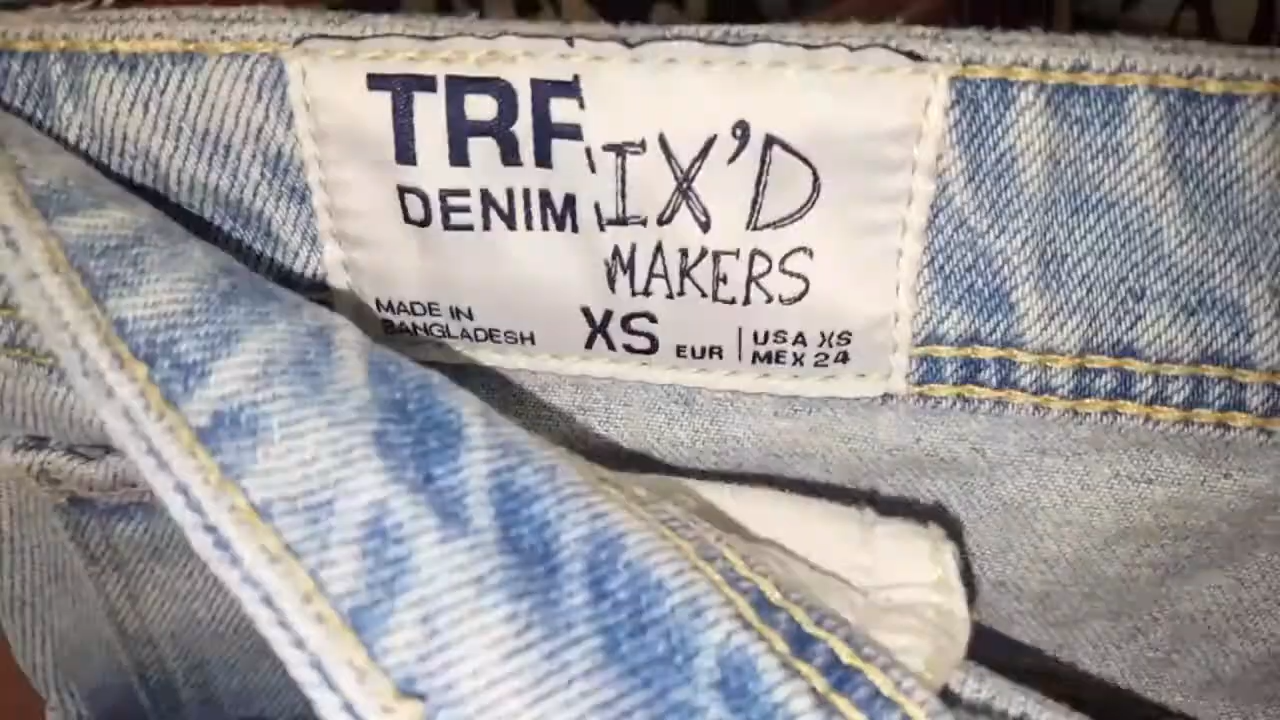 TRF IX'D
DENIM MAKERS
MADE IN
BANGLADESH
XS EUR
USA XS
MEX 24